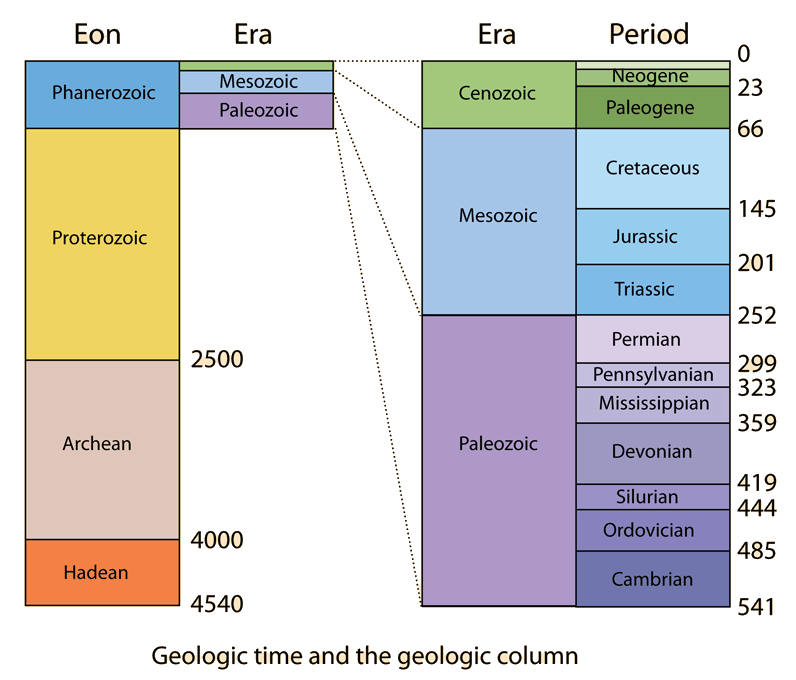 Eon Era Era Period
Phanerozoic
Mesozoic
Paleozoic
Proterozoic
2500
Archean
4000
Hadean
4540
0
Cenozoic
Neogene
23
Paleogene
66
Mesozoic
Cretaceous
145
Jurassic
201
Triassic
252
Paleozoic
Permian
299
Pennsylvanian
323
Mississippian
359
Devonian
419
Silurian
444
Ordovician
485
Cambrian
541
Geologic time and the geologic column